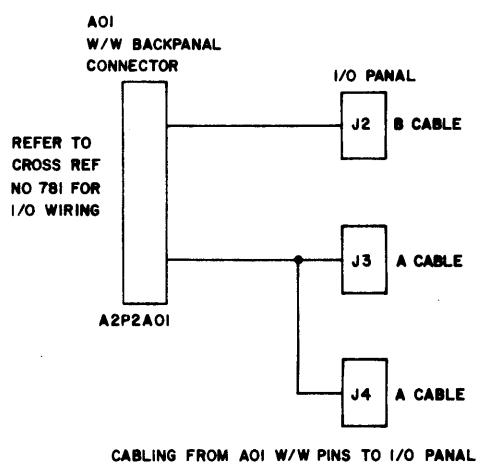 A01
W/W BACKPANAL
CONNECTOR
I/O PANAL
J2 B CABLE
REFER TO
CROSS REF
NO 781 FOR
I/O WIRING
J3 A CABLE
A2P2A01
J4 A CABLE
CABLING FROM A01 W/W PINS TO I/O PANAL